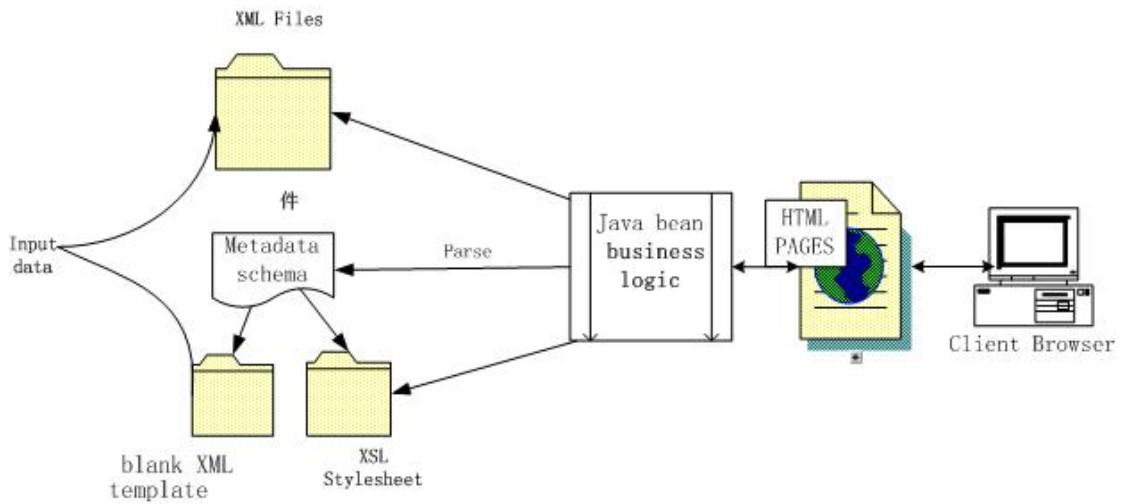 XML Files
件
Input
data
Metadata
schema
Parse
Java bean
business
logic
HTML
PAGES
Client Browser
blank XML
template
XSL
Stylesheet